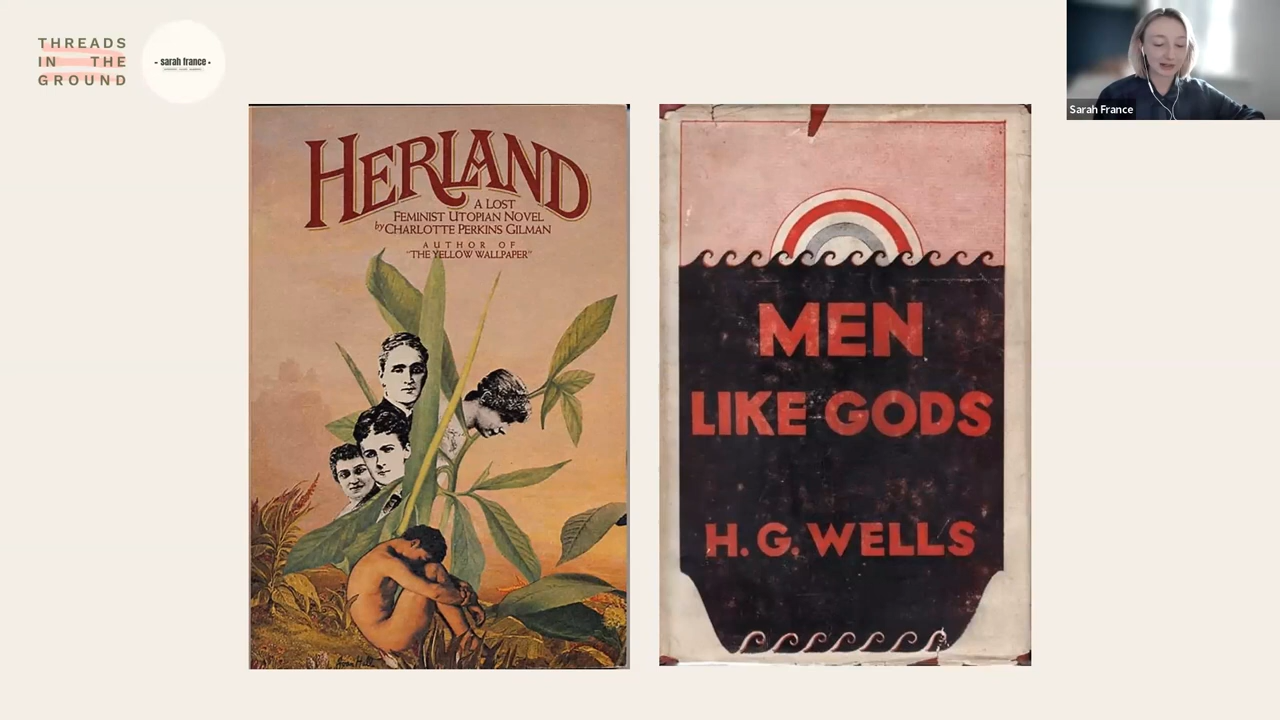 THREADS
IN THE
GROUND
- sarah france -
Sarah France
HERLAND
A LOST
FEMINIST UTOPIAN NOVEL
by CHARLOTTE PERKINS GILMAN
AUTHOR OF
"THE YELLOW WALLPAPER"
MEN
LIKE GODS
H. G. WELLS